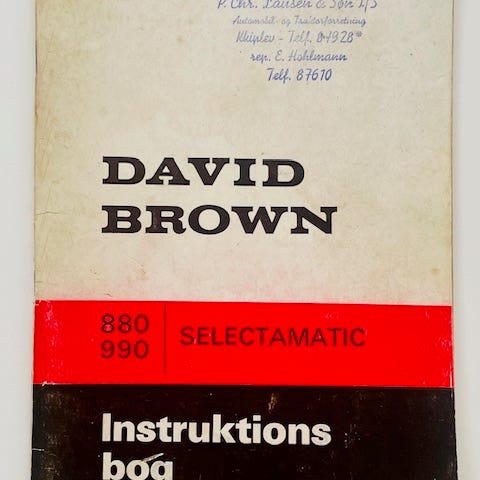 P. Chr. Lausen & Søn I/S
Automobil- og Traktorforretning
Kliplev - Telf. 87928*
rep. E. Hohlmann
Telf. 87610
DAVID
BROWN
880
990
SELECTAMATIC
Instruktions
bog